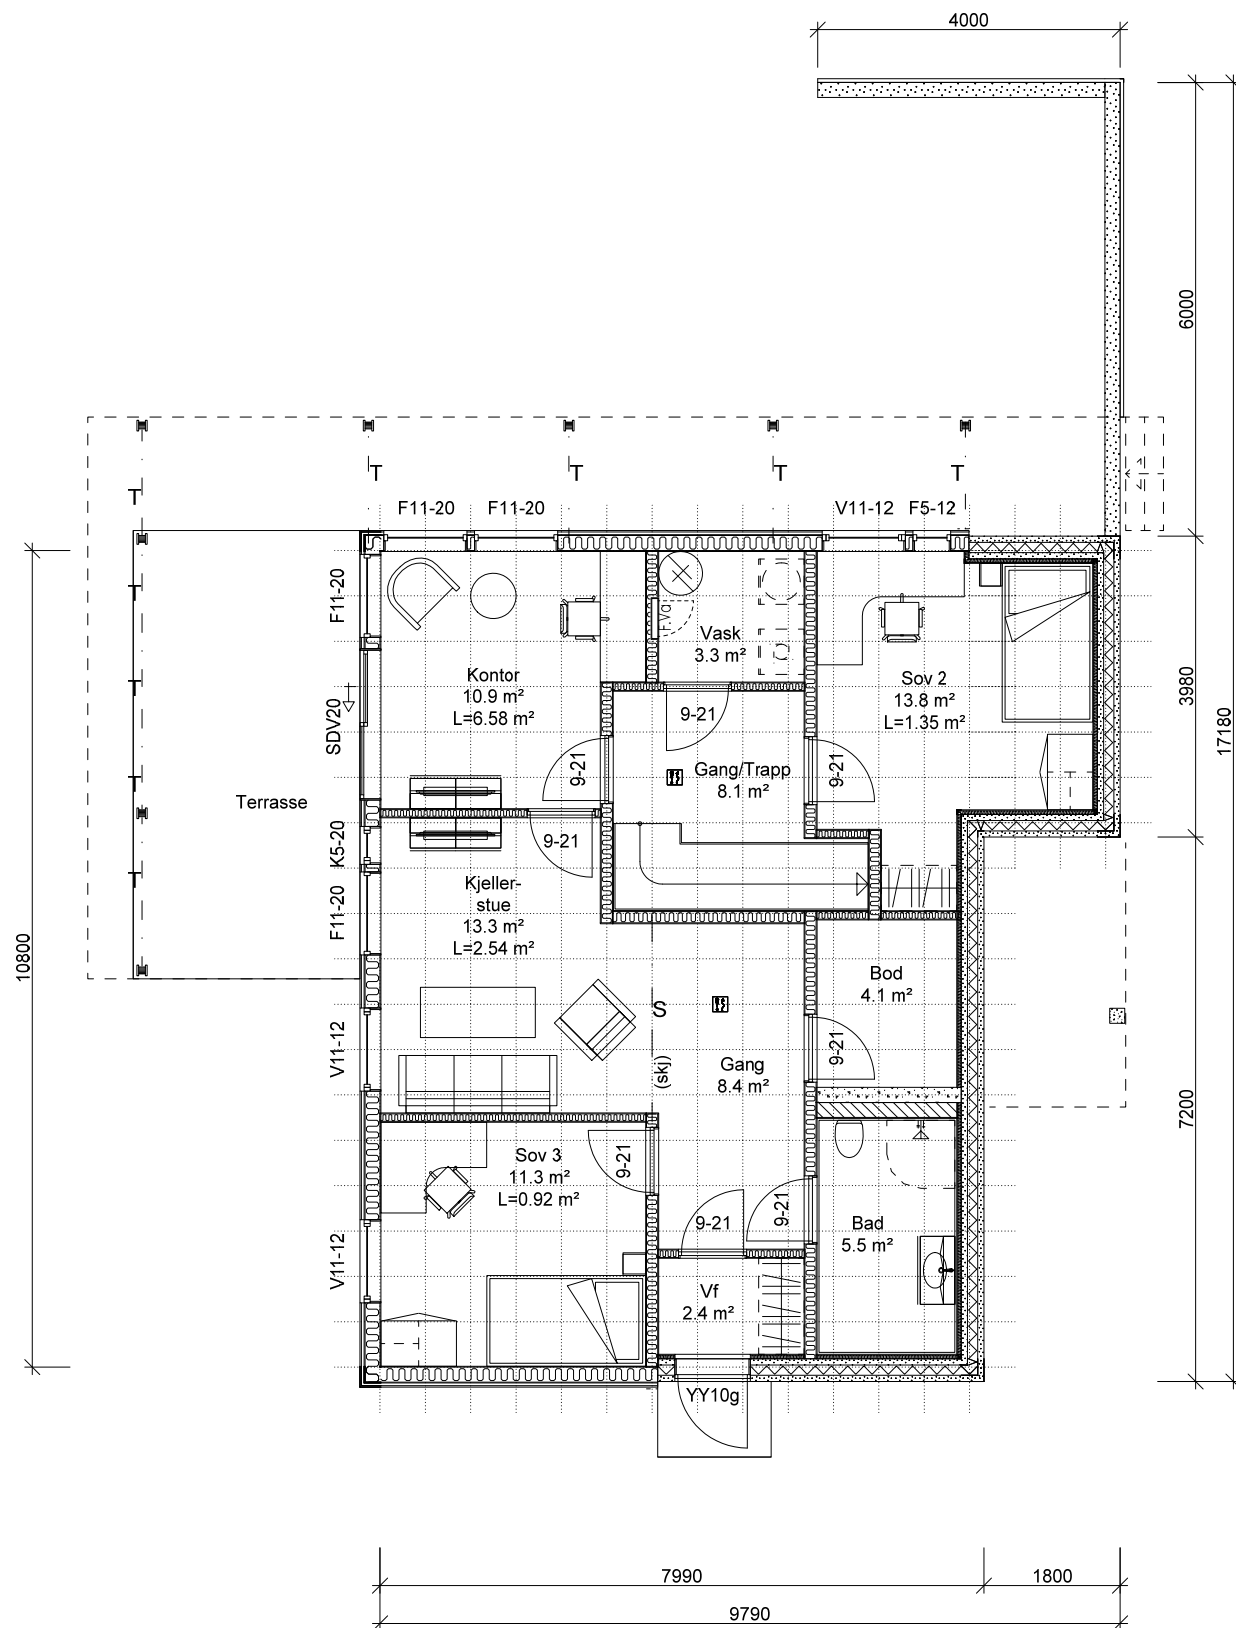 4000
6000
17180
T
T
T
T
T
F11-20
F11-20
V11-12
F5-12
F11-20
T
F.Va
Vask
3.3 m²
Kontor
10.9 m²
L=6.58 m²
Sov 2
13.8 m²
L=1.35 m²
3980
T
SDV20
9-21
9-21
Gang/Trapp
8.1 m²
9-21
T
Terrasse
K5-20
9-21
T
Kjeller-
stue
13.3 m²
L=2.54 m²
F11-20
10800
Bod
4.1 m²
S
V11-12
9-21
(skj)
Gang
8.4 m²
7200
Sov 3
11.3 m²
L=0.92 m²
9-21
9-21
9-21
Bad
5.5 m²
V11-12
Vf
2.4 m²
YY10g
7990
1800
9790